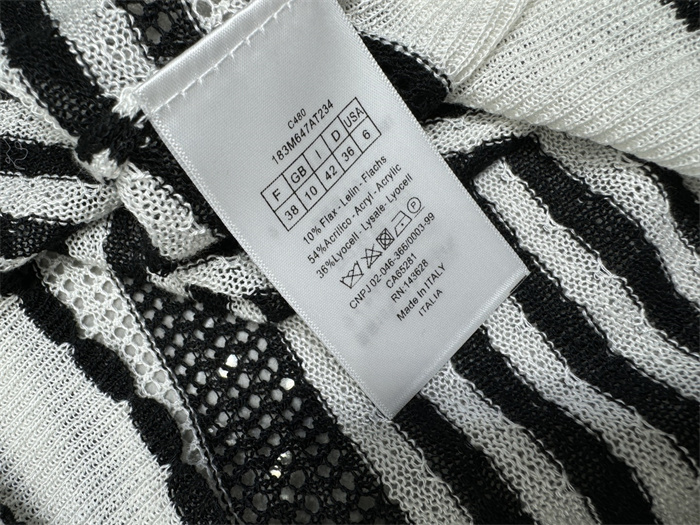 C480
183M647AT234
F GB I D USA
38 10 42 36 6
10% Flax - Lelin - Flachs
54%Acrilico - Acryl - Acrylic
36%Lyocell - Lysale- Lyocell
CNPJ 02-046-366/0003-99
CA65281
RN.143628
Made In ITALY
ITALIA